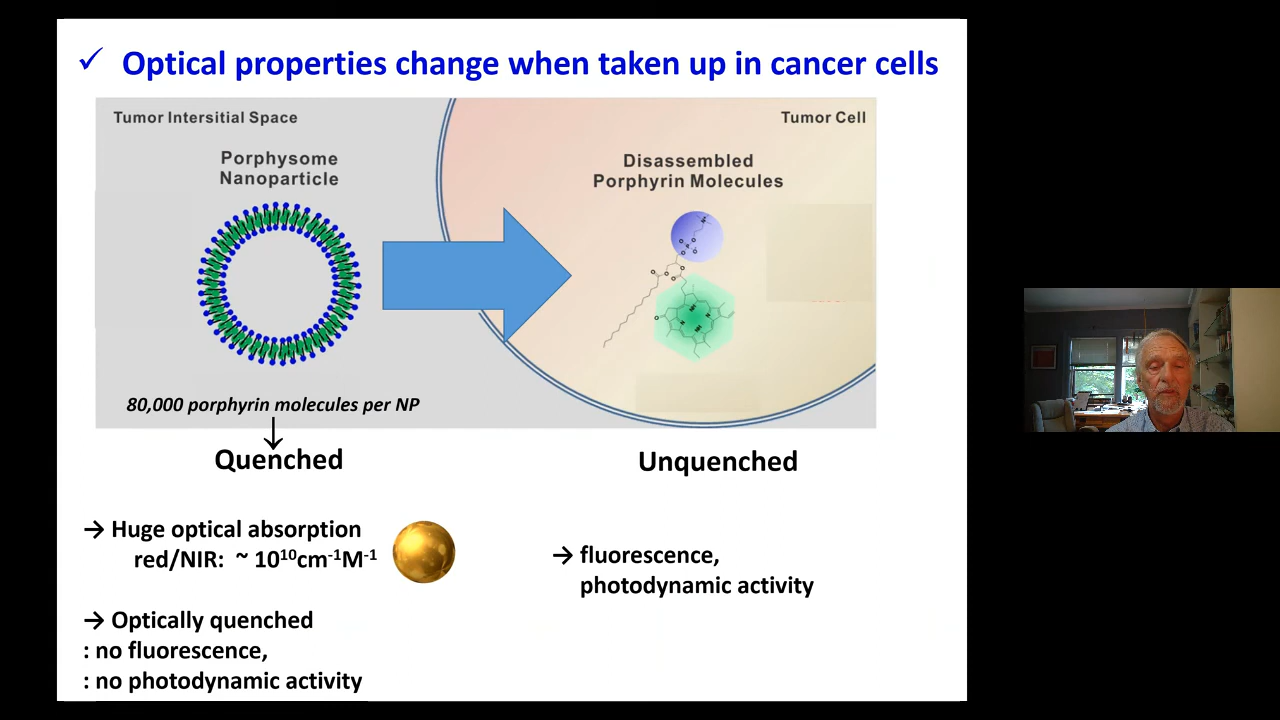 ✓ Optical properties change when taken up in cancer cells
Tumor Intersitial Space
Tumor Cell
Porphysome
Nanoparticle
Disassembled
Porphyrin Molecules
80,000 porphyrin molecules per NP
Quenched
Unquenched
→ Huge optical absorption
red/NIR: ~ 10¹⁰cm⁻¹M⁻¹
→ fluorescence,
photodynamic activity
→ Optically quenched
: no fluorescence,
: no photodynamic activity